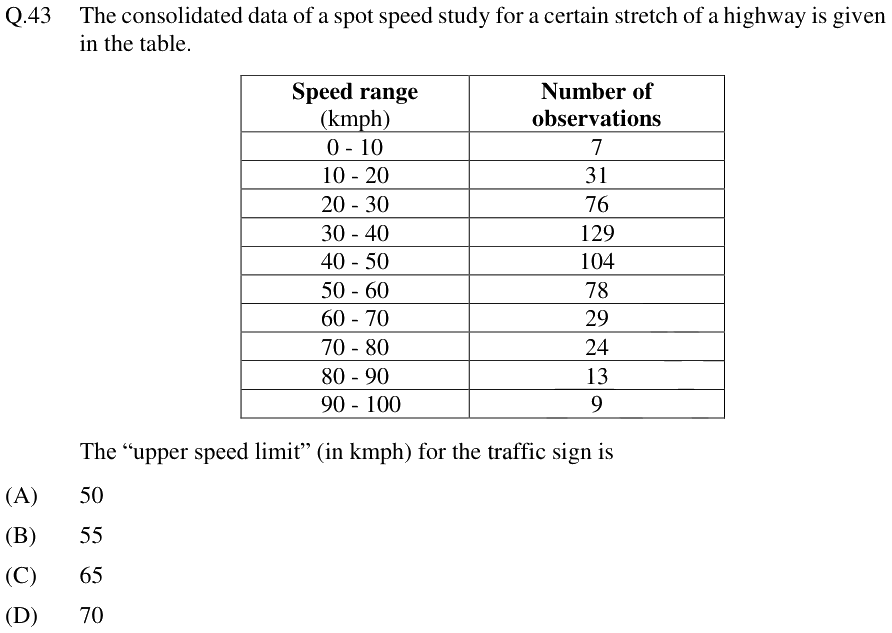 Q.43 The consolidated data of a spot speed study for a certain stretch of a highway is given
in the table.
Speed range Number of
(kmph) observations
0 - 10 7
10 - 20 31
20 - 30 76
30 - 40 129
40 - 50 104
50 - 60 78
60 - 70 29
70 - 80 24
80 - 90 13
90 - 100 9
The “upper speed limit” (in kmph) for the traffic sign is
(A) 50
(B) 55
(C) 65
(D) 70